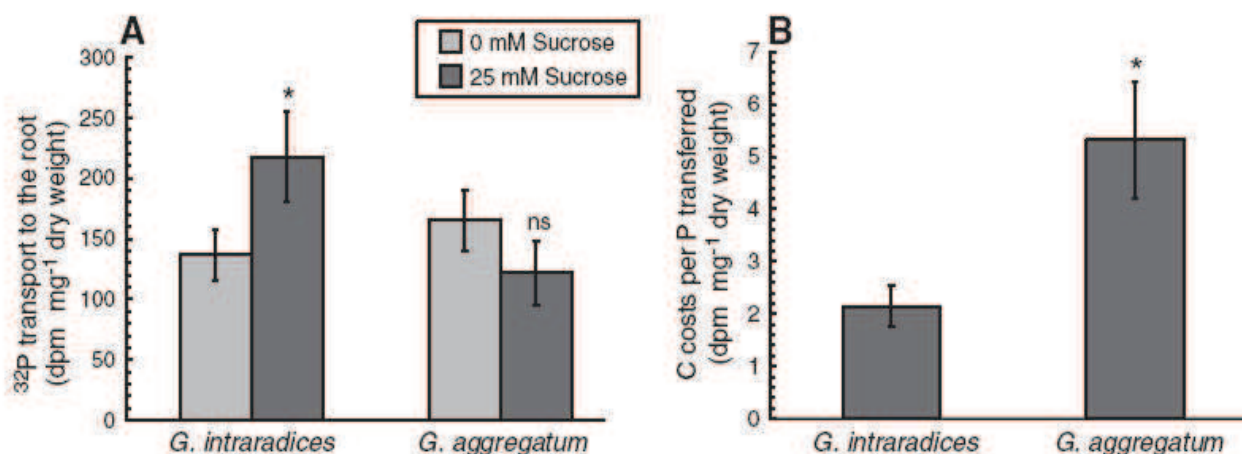 A
0 mM Sucrose
25 mM Sucrose
300
250
200
150
100
50
0
³²P transport to the root
(dpm mg⁻¹ dry weight)
*
ns
G. intraradices
G. aggregatum
B
7
6
5
4
3
2
1
0
C costs per P transferred
(dpm mg⁻¹ dry weight)
*
G. intraradices
G. aggregatum